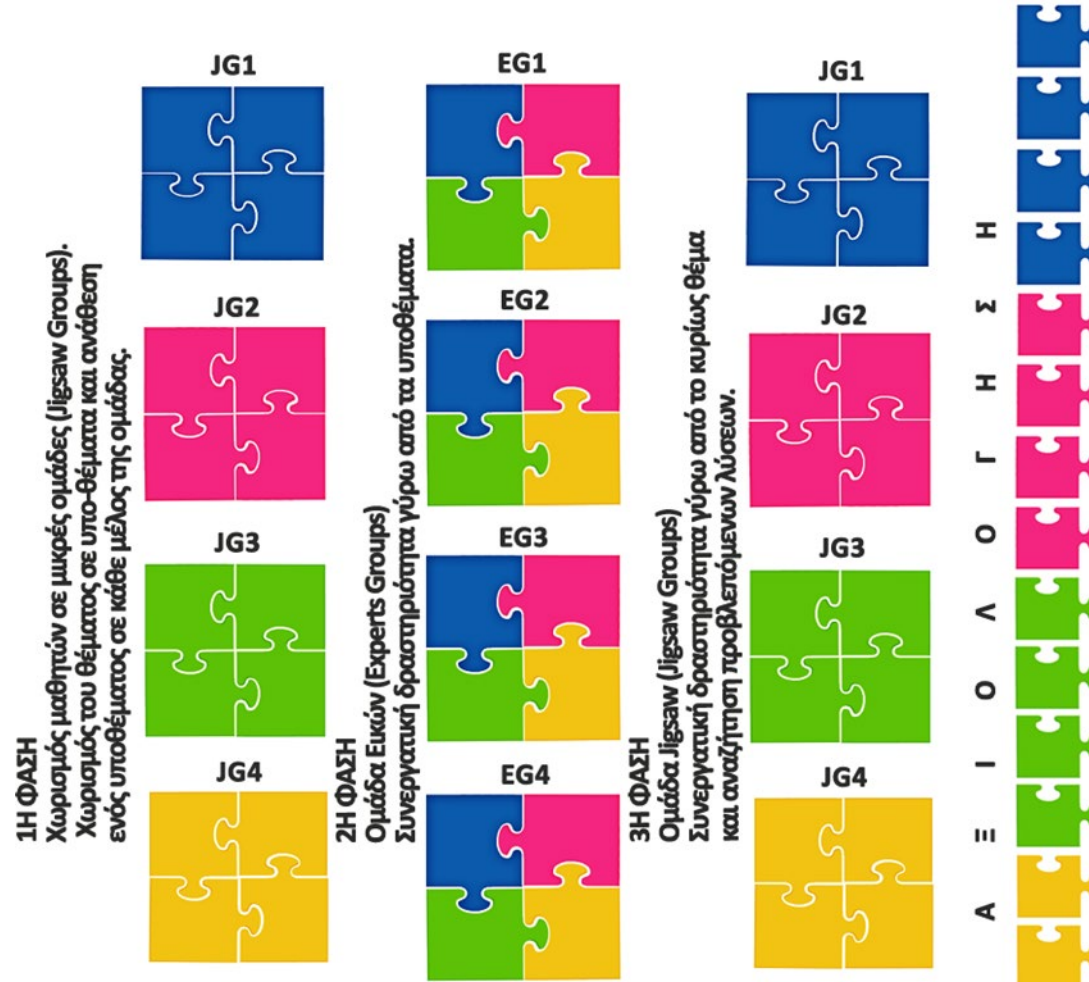 1Η ΦΑΣΗ
Χωρισμός μαθητών σε μικρές ομάδες (Jigsaw Groups).
Χωρισμός του θέματος σε υπο-θέματα και ανάθεση
ενός υποθέματος σε κάθε μέλος της ομάδας.
JG1
JG2
JG3
JG4
2Η ΦΑΣΗ
Ομάδα Εικών (Experts Groups)
Συνεργατική δραστηριότητα γύρω από τα υποθέματα.
EG1
EG2
EG3
EG4
3Η ΦΑΣΗ
Ομάδα Jigsaw (Jigsaw Groups)
Συνεργατική δραστηριότητα γύρω από το κυρίως θέμα
και αναζήτηση προβλεπόμενων λύσεων.
JG1
JG2
JG3
JG4
Α Ξ Ι Ο Λ Ο Γ Η Σ Η